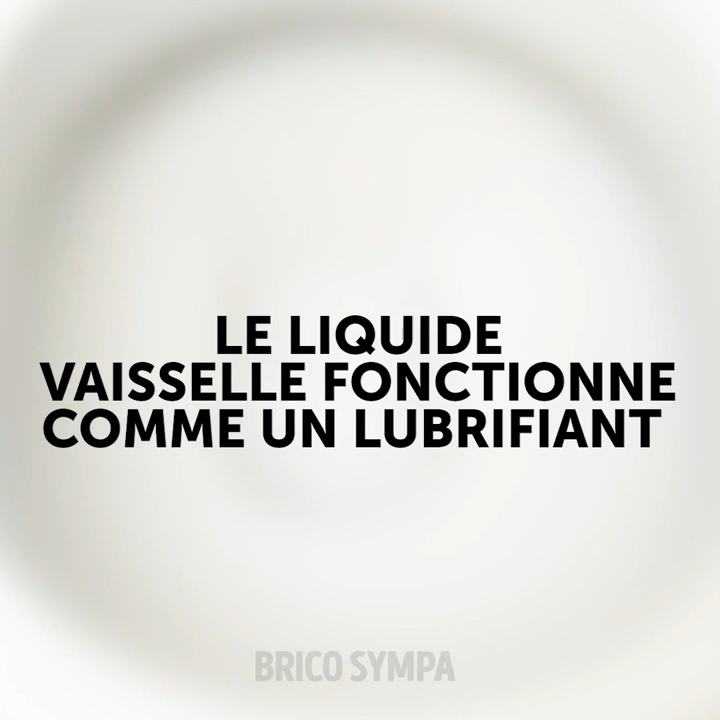 LE LIQUIDE
VAISSELLE FONCTIONNE
COMME UN LUBRIFIANT
BRICO SYMPA